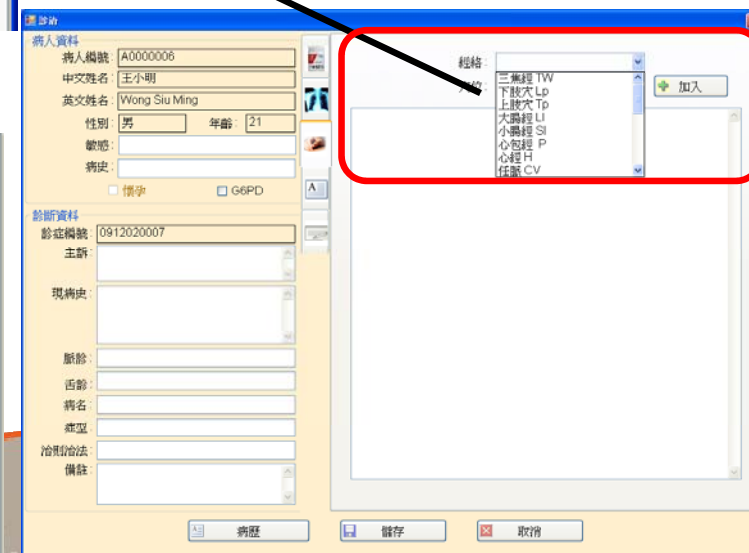 診治
病人資料
病人編號: A0000006
中文姓名: 王小明
英文姓名: Wong Siu Ming
性別: 男 年齡: 21
敏感:
病史:
懷孕 G6PD
診斷資料
診症編號: 0912020007
主訴:
現病史:
脈診:
舌診:
病名:
症型:
治則治法:
備註:
經絡:
三焦經 TW
下肢穴 Lp
上肢穴 Tp
大腸經 LI
小腸經 SI
心包經 P
心經 H
任脈 CV
加入
病歷 儲存 取消